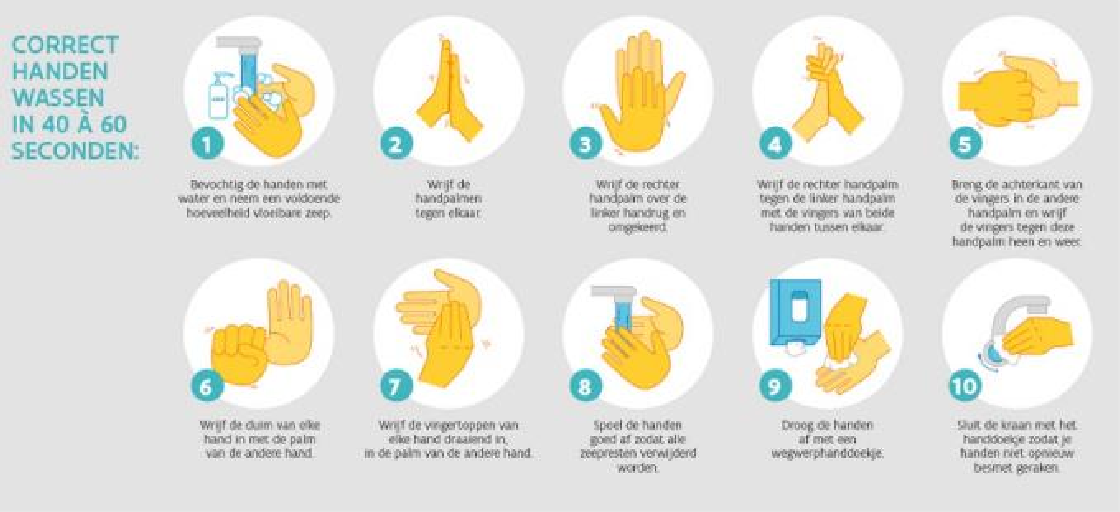 CORRECT
HANDEN
WASSEN
IN 40 À 60
SECONDEN:
1
Bevochtig de handen met
water en neem een voldoende
hoeveelheid vloeibare zeep.
2
Wrijf de
handpalmen
tegen elkaar.
3
Wrijf de rechter
handpalm over de
linker handrug en
omgekeerd.
4
Wrijf de rechter handpalm
tegen de linker handpalm
met de vingers van beide
handen tussen elkaar.
5
Breng de achterkant van
de vingers in de andere
handpalm en wrijf
de vingers tegen deze
handpalm heen en weer.
6
Wrijf de duim van elke
hand in met de palm
van de andere hand.
7
Wrijf de vingertoppen van
elke hand draaiend in,
in de palm van de andere hand.
8
Spoel de handen
goed af zodat alle
zeepresten verwijderd
worden.
9
Droog de handen
af met een
wegwerphanddoekje.
10
Sluit de kraan met het
handdoekje zodat je
handen niet opnieuw
besmet geraken.